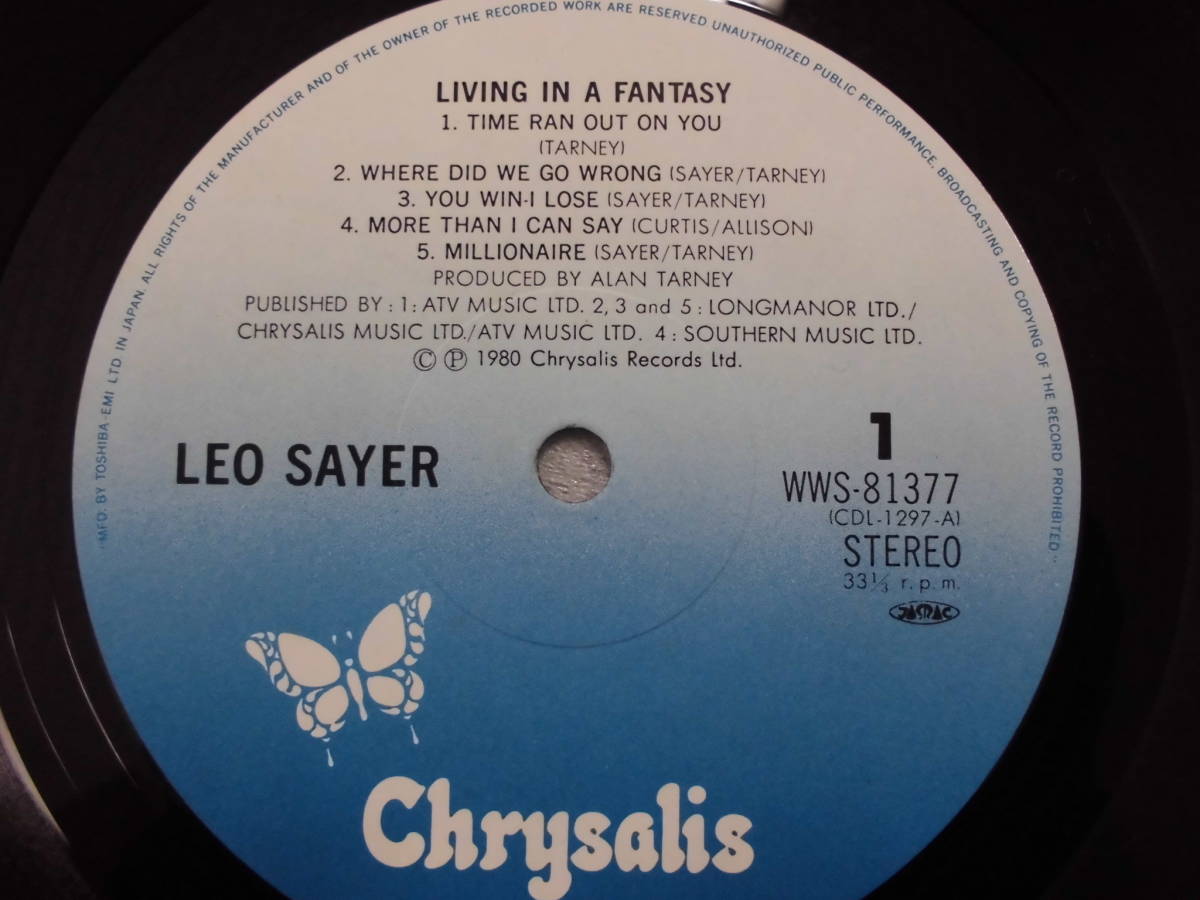 LIVING IN A FANTASY
1. TIME RAN OUT ON YOU
(TARNEY)
2. WHERE DID WE GO WRONG (SAYER/TARNEY)
3. YOU WIN-I LOSE (SAYER/TARNEY)
4. MORE THAN I CAN SAY (CURTIS/ALLISON)
5. MILLIONAIRE (SAYER/TARNEY)
PRODUCED BY ALAN TARNEY
PUBLISHED BY : 1 : ATV MUSIC LTD. 2, 3 and 5 : LONGMANOR LTD./
CHRYSALIS MUSIC LTD./ATV MUSIC LTD. 4 : SOUTHERN MUSIC LTD.
Ⓒ Ⓟ 1980 Chrysalis Records Ltd.
LEO SAYER
1
WWS-81377
(CDL-1297-A)
STEREO
33⅓ r. p. m.
JASRAC
Chrysalis
"MFD. BY TOSHIBA-EMI LTD IN JAPAN. ALL RIGHTS OF THE MANUFACTURER AND OF THE OWNER OF THE RECORDED WORK ARE RESERVED UNAUTHORIZED PUBLIC PERFORMANCE, BROADCASTING AND COPYING OF THE RECORD PROHIBITED"